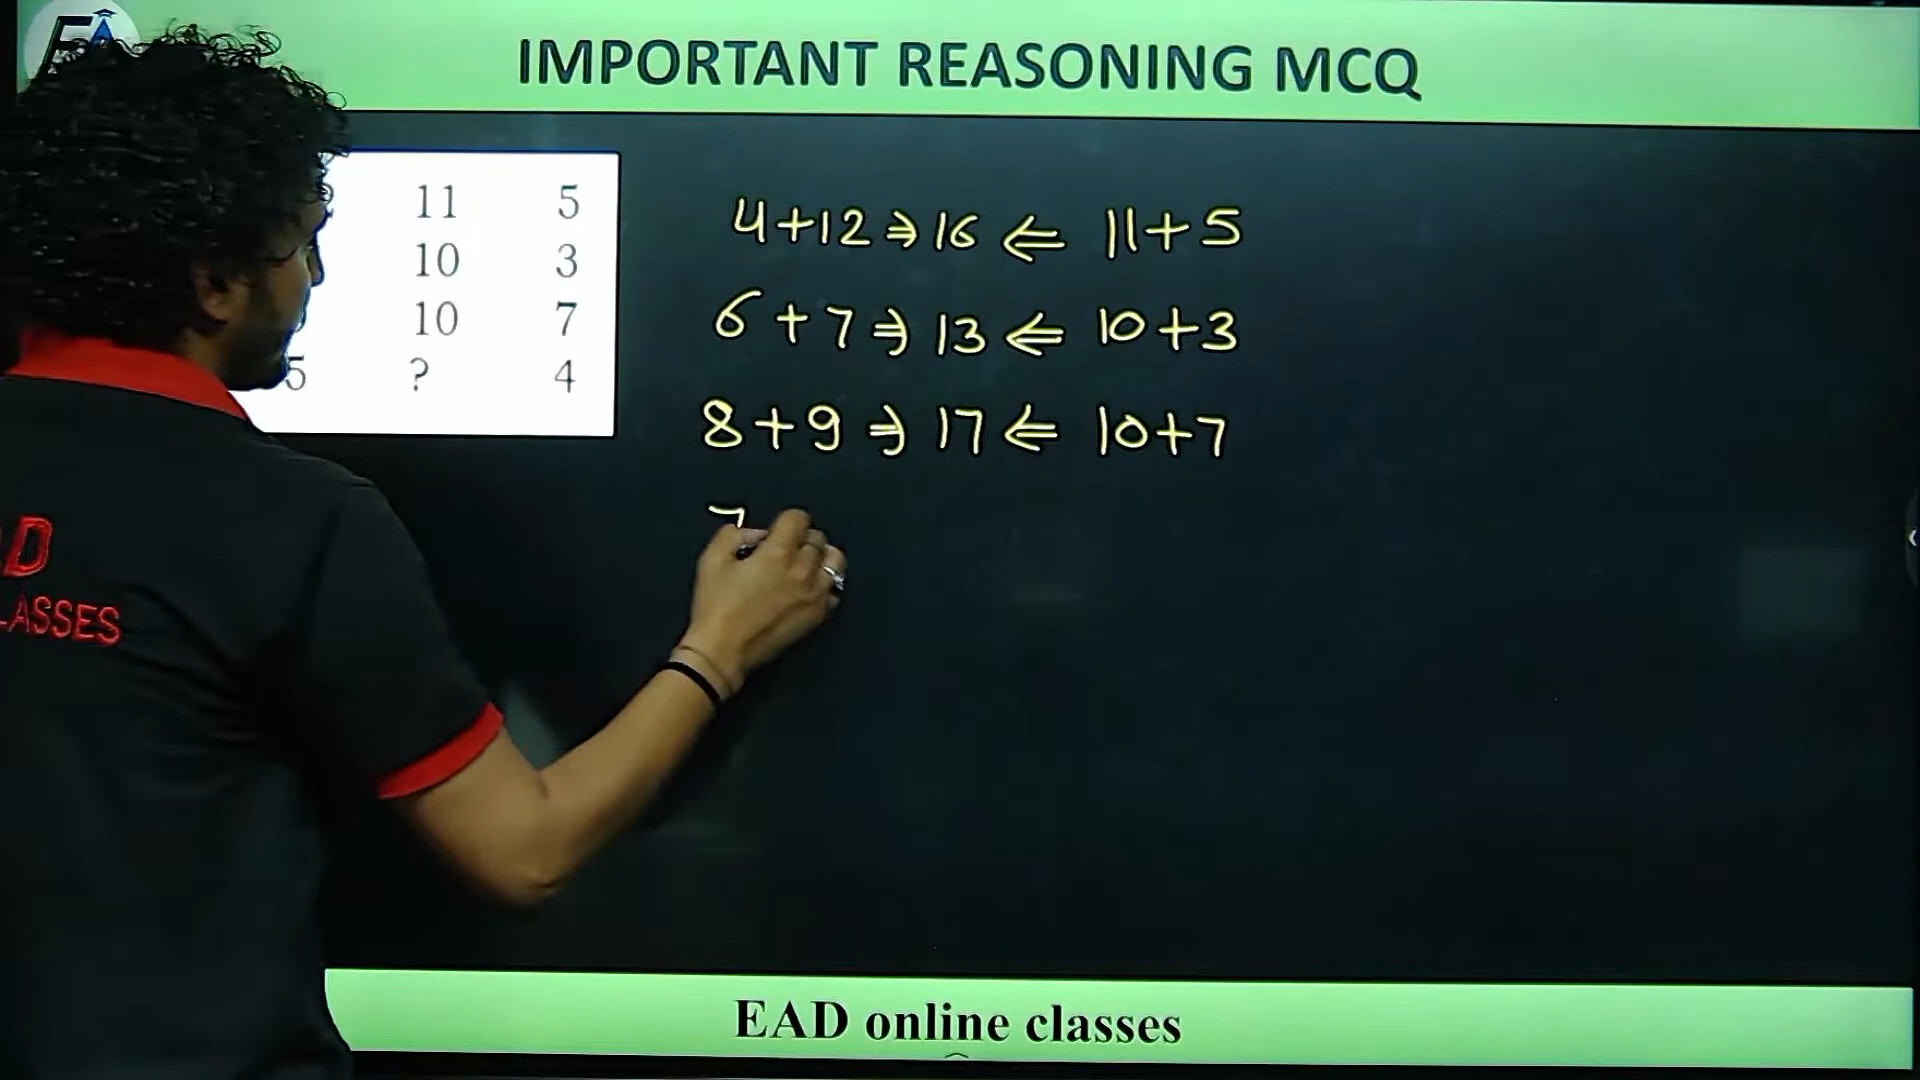 IMPORTANT REASONING MCQ
11 5
10 3
10 7
5 ? 4
4+12⇒16⇐11+5
6+7⇒13⇐10+3
8+9⇒17⇐10+7
7
EAD online classes